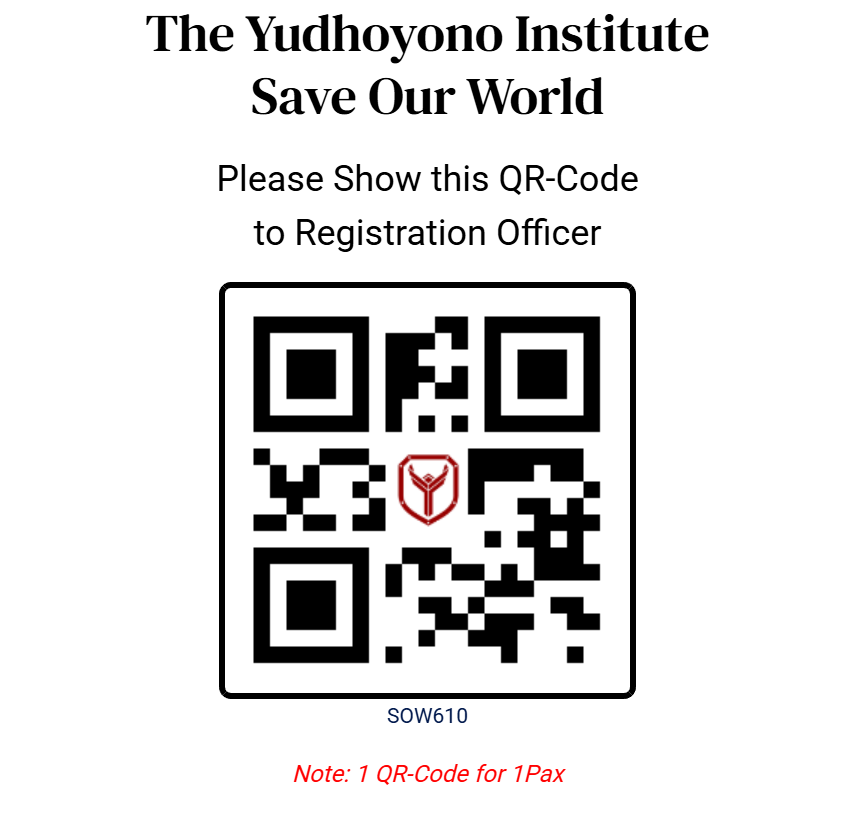 The Yudhoyono Institute
Save Our World
Please Show this QR-Code
to Registration Officer
SOW610
Note: 1 QR-Code for 1Pax